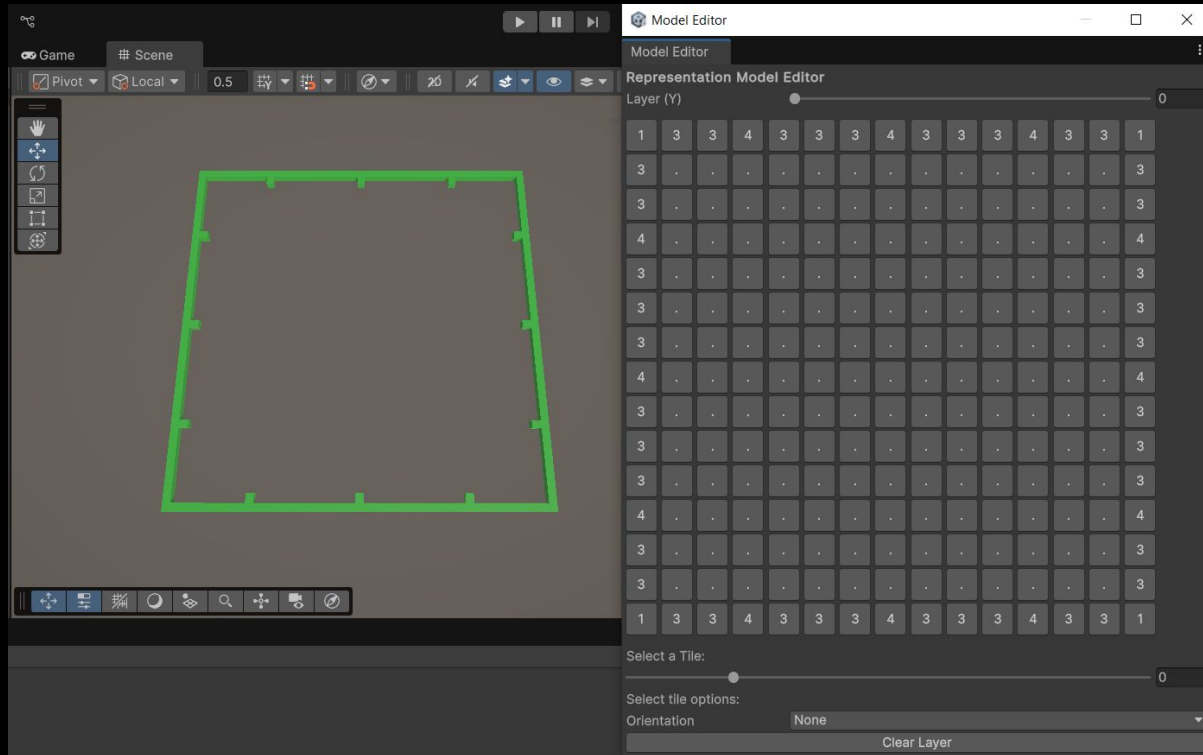 Model Editor
Game
Scene
Model Editor
Pivot
Local
0.5
2D
Representation Model Editor
Layer (Y)
0
1 3 3 4 3 3 3 4 3 3 3 4 3 3 1
3 . . . . . . . . . . . . . 3
3 . . . . . . . . . . . . . 3
4 . . . . . . . . . . . . . 4
3 . . . . . . . . . . . . . 3
3 . . . . . . . . . . . . . 3
3 . . . . . . . . . . . . . 3
4 . . . . . . . . . . . . . 4
3 . . . . . . . . . . . . . 3
3 . . . . . . . . . . . . . 3
3 . . . . . . . . . . . . . 3
4 . . . . . . . . . . . . . 4
3 . . . . . . . . . . . . . 3
3 . . . . . . . . . . . . . 3
1 3 3 4 3 3 3 4 3 3 3 4 3 3 1
Select a Tile:
0
Select tile options:
Orientation
None
Clear Layer